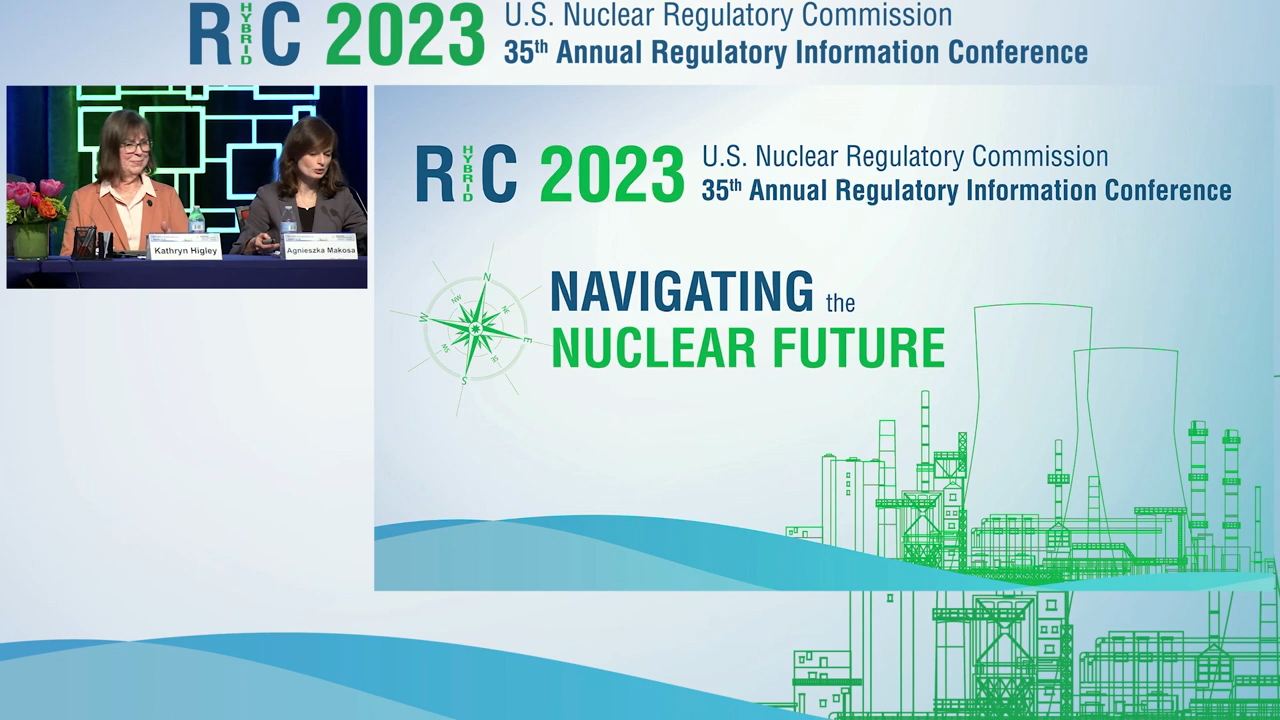 RIC HYBRID 2023
U.S. Nuclear Regulatory Commission
35th Annual Regulatory Information Conference
Kathryn Higley
Agnieszka Makosa
RIC HYBRID 2023
U.S. Nuclear Regulatory Commission
35th Annual Regulatory Information Conference
NAVIGATING the
NUCLEAR FUTURE
N
NE
E
SE
S
SW
W
NW